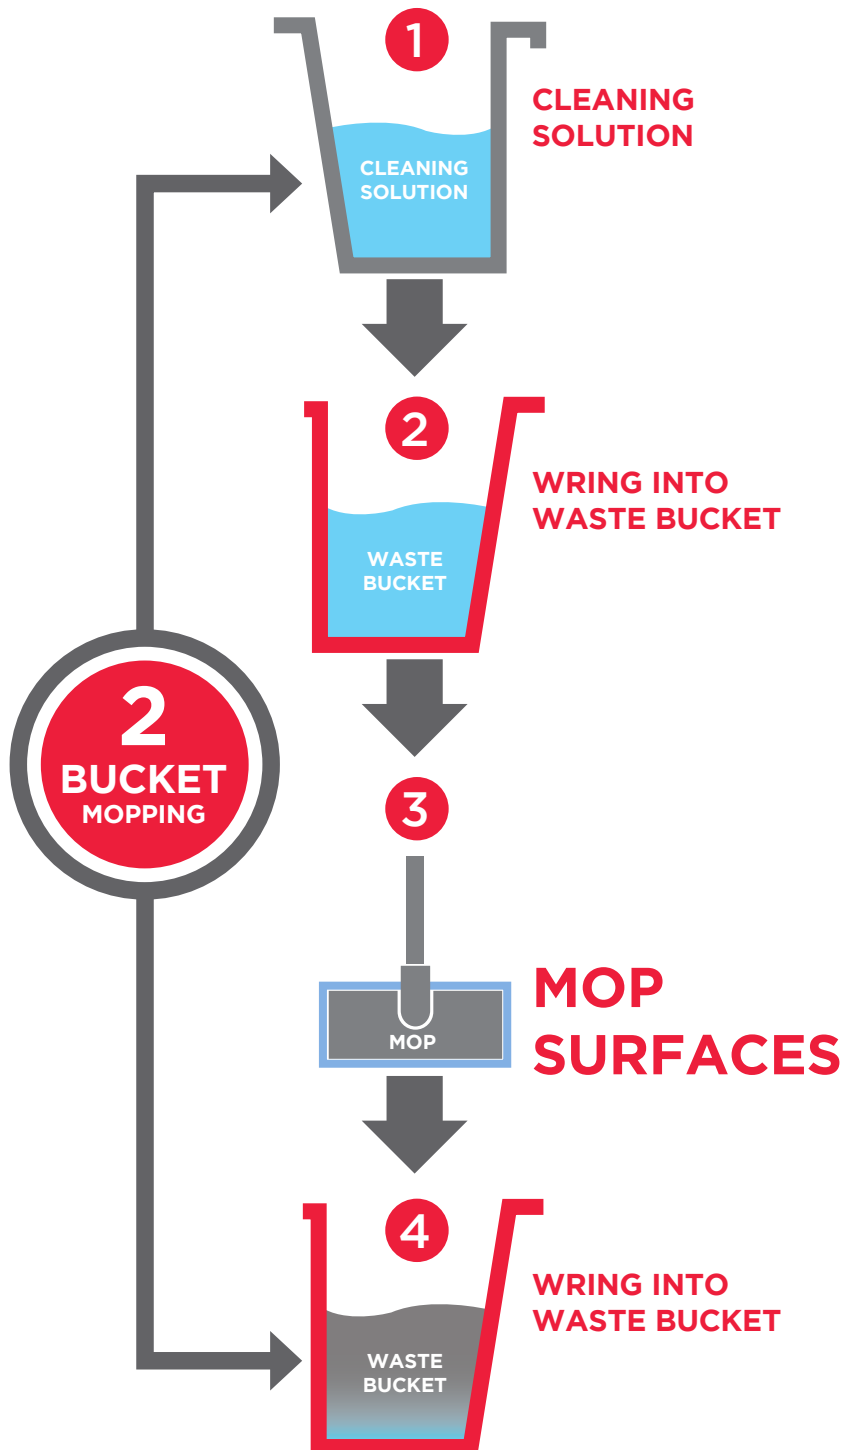 1
CLEANING
SOLUTION
CLEANING
SOLUTION
2
WRING INTO
WASTE BUCKET
WASTE
BUCKET
2
BUCKET
MOPPING
3
MOP
SURFACES
MOP
4
WRING INTO
WASTE BUCKET
WASTE
BUCKET